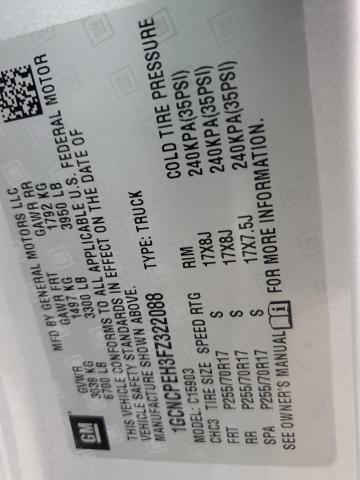 MFD BY GENERAL MOTORS LLC
GVWR GAWR FRT GAWR RR
3039 KG 1497 KG 1792 KG
6700 LB 3300 LB 3950 LB
THIS VEHICLE CONFORMS TO ALL APPLICABLE U.S. FEDERAL MOTOR
VEHICLE SAFETY STANDARDS IN EFFECT ON THE DATE OF
MANUFACTURE SHOWN ABOVE.
1GCNCPEH3FZ322088 TYPE: TRUCK
MODEL: C15903
CHC3 TIRE SIZE SPEED RTG RIM COLD TIRE PRESSURE
FRT P255/70R17 S 17X8J 240KPA(35PSI)
RR P255/70R17 S 17X8J 240KPA(35PSI)
SPA P255/70R17 S 17X7.5J 240KPA(35PSI)
SEE OWNER'S MANUAL i FOR MORE INFORMATION.
GM